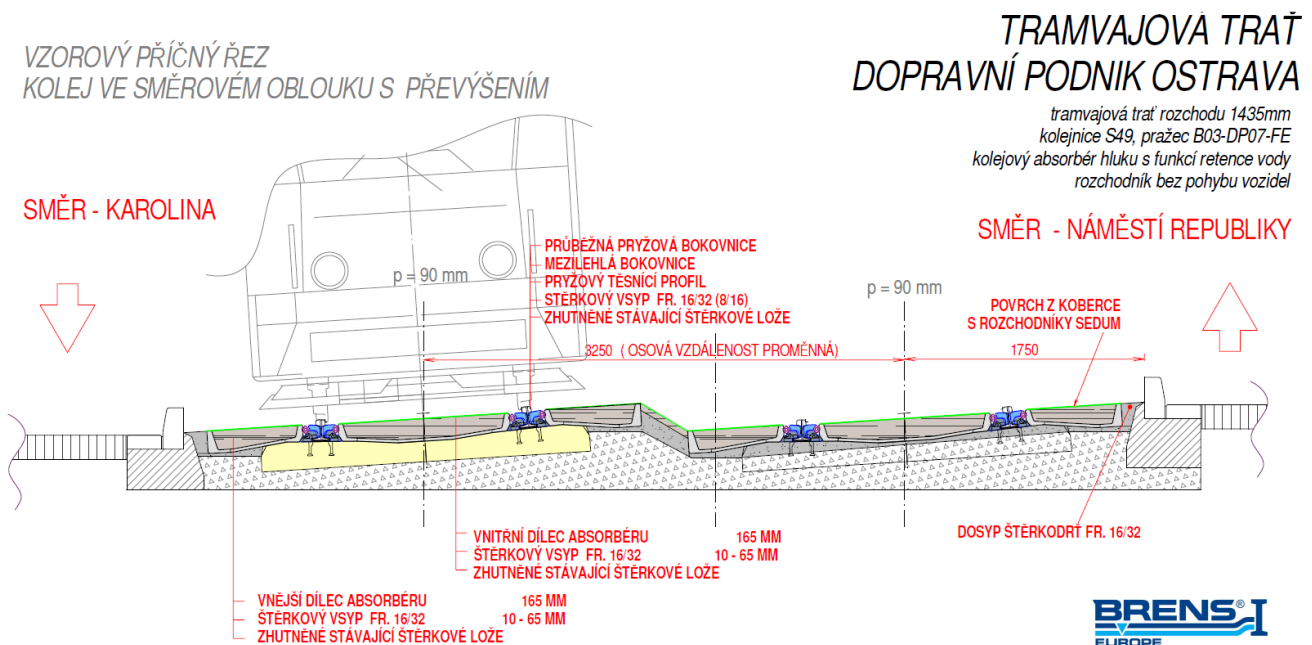 VZOROVÝ PŘÍČNÝ ŘEZ
KOLEJ VE SMĚROVÉM OBLOUKU S PŘEVÝŠENÍM
TRAMVAJOVÁ TRAŤ
DOPRAVNÍ PODNIK OSTRAVA
tramvajová trať rozchodu 1435mm
kolejnice S49, pražec B03-DP07-FE
kolejový absorbér hluku s funkcí retence vody
rozchodník bez pohybu vozidel
SMĚR - KAROLINA
SMĚR - NÁMĚSTÍ REPUBLIKY
PRŮBĚŽNÁ PRYŽOVÁ BOKOVNICE
MEZILEHLÁ BOKOVNICE
PRYŽOVÝ TĚSNÍCÍ PROFIL
ŠTĚRKOVÝ VSYP FR. 16/32 (8/16)
ZHUTNĚNÉ STÁVAJÍCÍ ŠTĚRKOVÉ LOŽE
p = 90 mm
p = 90 mm
POVRCH Z KOBERCE
S ROZCHODNÍKY SEDUM
3250 ( OSOVÁ VZDÁLENOST PROMĚNNÁ)
1750
DOSYP ŠTĚRKODRŤ FR. 16/32
VNITŘNÍ DÍLEC ABSORBÉRU 165 MM
ŠTĚRKOVÝ VSYP FR. 16/32 10 - 65 MM
ZHUTNĚNÉ STÁVAJÍCÍ ŠTĚRKOVÉ LOŽE
VNĚJŠÍ DÍLEC ABSORBÉRU 165 MM
ŠTĚRKOVÝ VSYP FR. 16/32 10 - 65 MM
ZHUTNĚNÉ STÁVAJÍCÍ ŠTĚRKOVÉ LOŽE
BRENS®
EUROPE